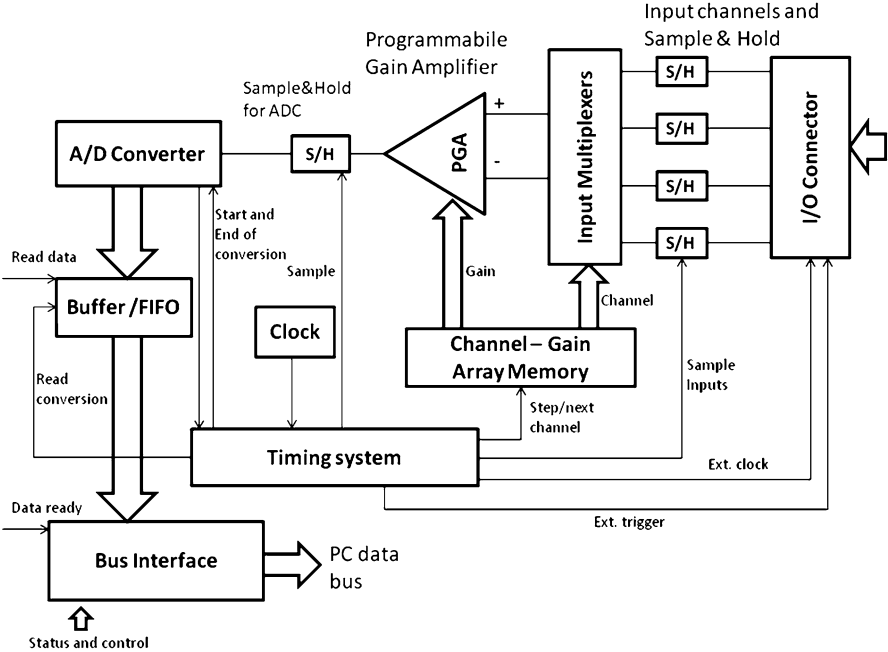 Input channels and
Sample & Hold
Programmabile
Gain Amplifier
Sample&Hold
for ADC
S/H
S/H
S/H
S/H
I/O Connector
Input Multiplexers
+
-
PGA
S/H
A/D Converter
Start and
End of
conversion
Sample
Gain
Channel
Read data
Buffer /FIFO
Clock
Channel – Gain
Array Memory
Read
conversion
Step/next
channel
Sample
Inputs
Timing system
Ext. clock
Ext. trigger
Data ready
Bus Interface
PC data
bus
Status and control